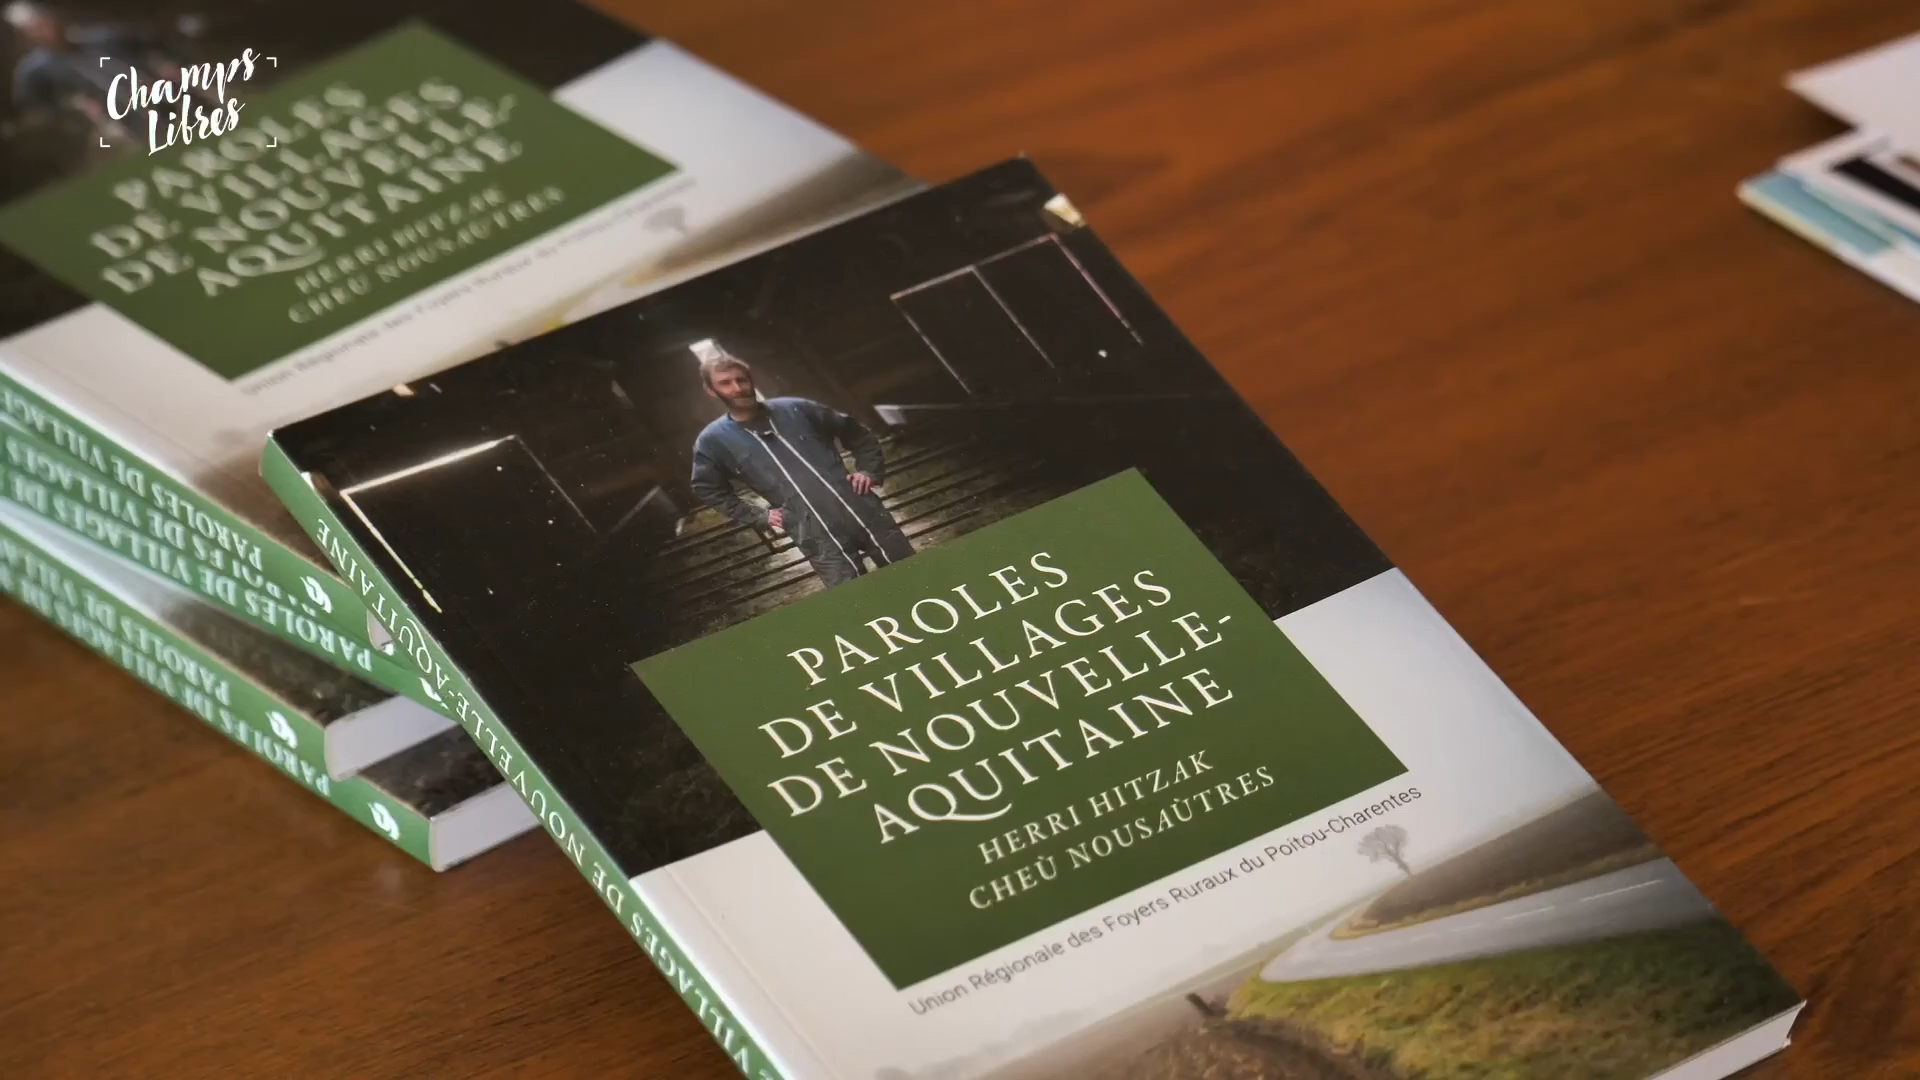 Champs
Libres
PAROLES
DE VILLAGES
DE NOUVELLE-
AQUITAINE
HERRI HITZAK
CHEÙ NOUSAÙTRES
Union Régionale des Foyers Ruraux du Poitou-Charentes
PAROLES
DE VILLAGES
DE NOUVELLE-
AQUITAINE
HERRI HITZAK
CHEÙ NOUSAÙTRES
VILLAGES DE NOUVELLE-AQUITAINE
PAROLES DE VILLAGES
PAROLES DE VILLAGES
PAROLES DE VILLAGES
PAROLES DE VILLAGES